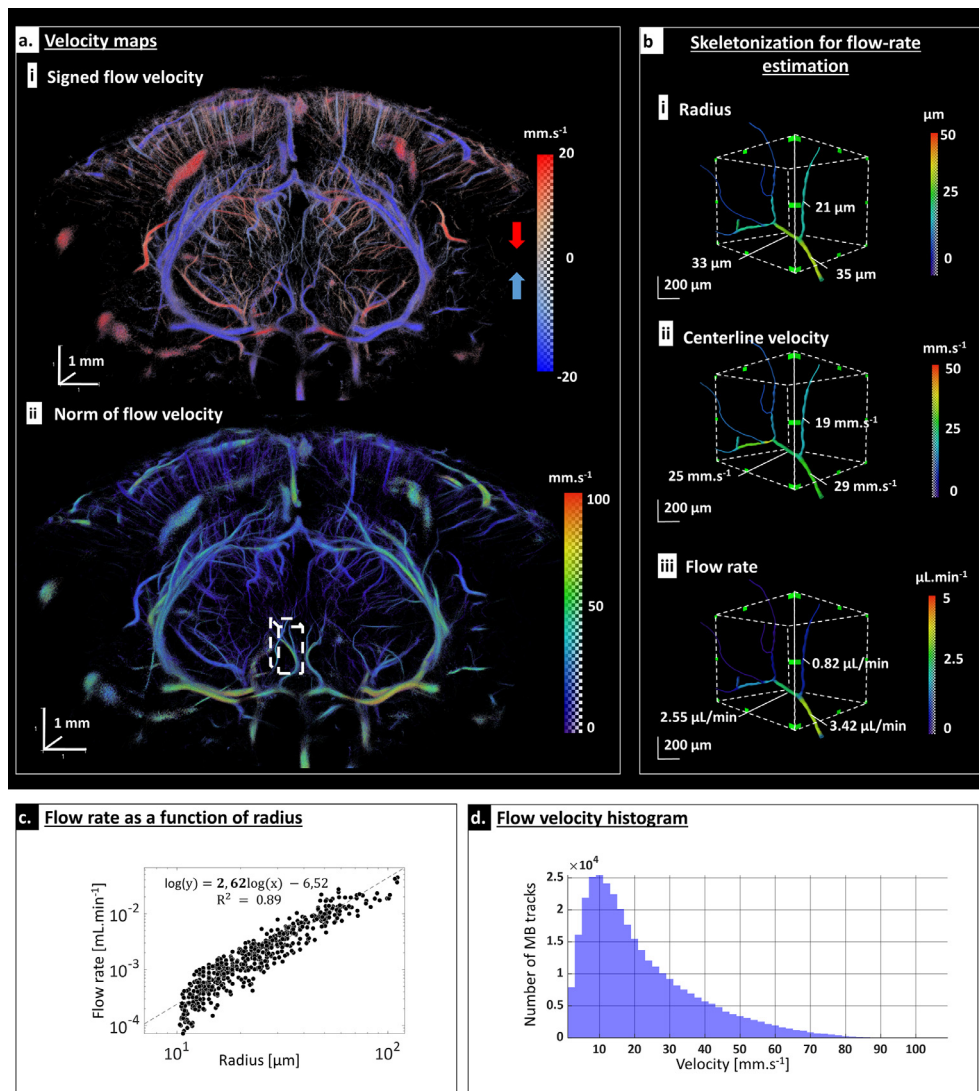 a. Velocity maps
i Signed flow velocity
mm.s⁻¹
20
0
-20
1 mm
1
1
ii Norm of flow velocity
mm.s⁻¹
100
50
0
1 mm
1
b Skeletonization for flow-rate
estimation
i Radius
µm
50
25
0
21 µm
33 µm
35 µm
200 µm
ii Centerline velocity
mm.s⁻¹
50
25
0
19 mm.s⁻¹
25 mm.s⁻¹
29 mm.s⁻¹
200 µm
iii Flow rate
µL.min⁻¹
5
2.5
0
0.82 µL/min
2.55 µL/min
3.42 µL/min
200 µm
c. Flow rate as a function of radius
log(y) = 2,62log(x) − 6,52
R² = 0.89
Flow rate [mL.min⁻¹]
10⁻²
10⁻³
10⁻⁴
10¹
10²
Radius [µm]
d. Flow velocity histogram
×10⁴
Number of MB tracks
2.5
2
1.5
1
0.5
0
10 20 30 40 50 60 70 80 90 100
Velocity [mm.s⁻¹]